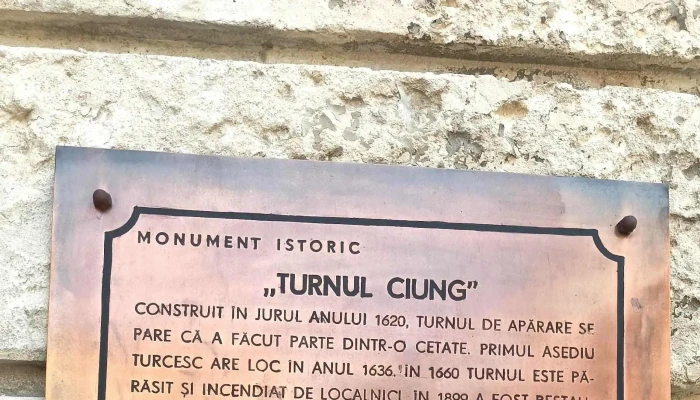 MONUMENT ISTORIC
„TURNUL CIUNG”
CONSTRUIT ÎN JURUL ANULUI 1620, TURNUL DE APĂRARE SE
PARE CĂ A FĂCUT PARTE DINTR-O CETATE. PRIMUL ASEDIU
TURCESC ARE LOC ÎN ANUL 1636. ÎN 1660 TURNUL ESTE PĂ-
RĂSIT ȘI INCENDIAT DE LOCALNICI. ÎN 1899 A FOST RESTAU-